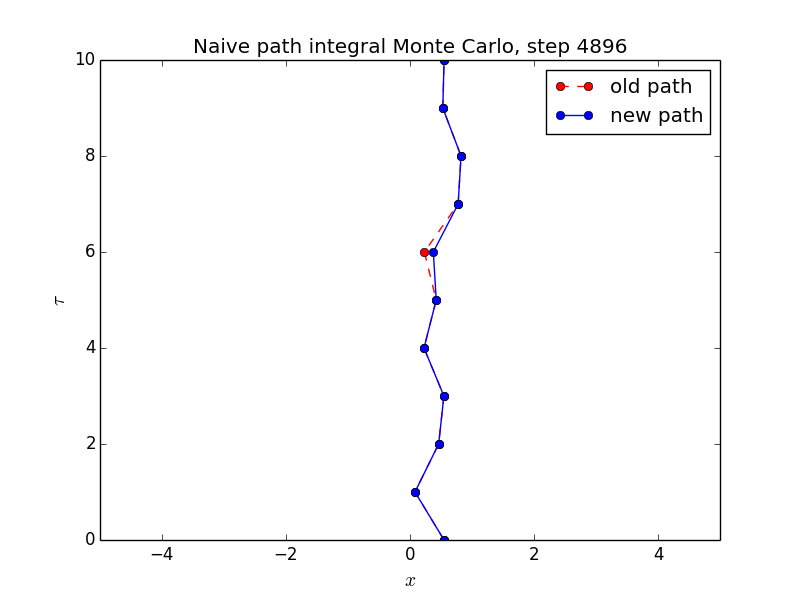 Naive path integral Monte Carlo, step 4896
old path
new path
10
8
6
4
2
0
τ
−4
−2
0
2
4
x